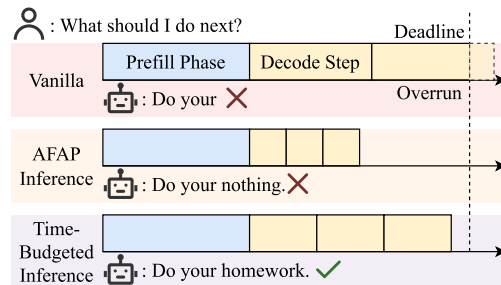 : What should I do next?
Deadline
Vanilla
Prefill Phase
Decode Step
Overrun
: Do your
AFAP
Inference
: Do your nothing.
Time-
Budgeted
Inference
: Do your homework.